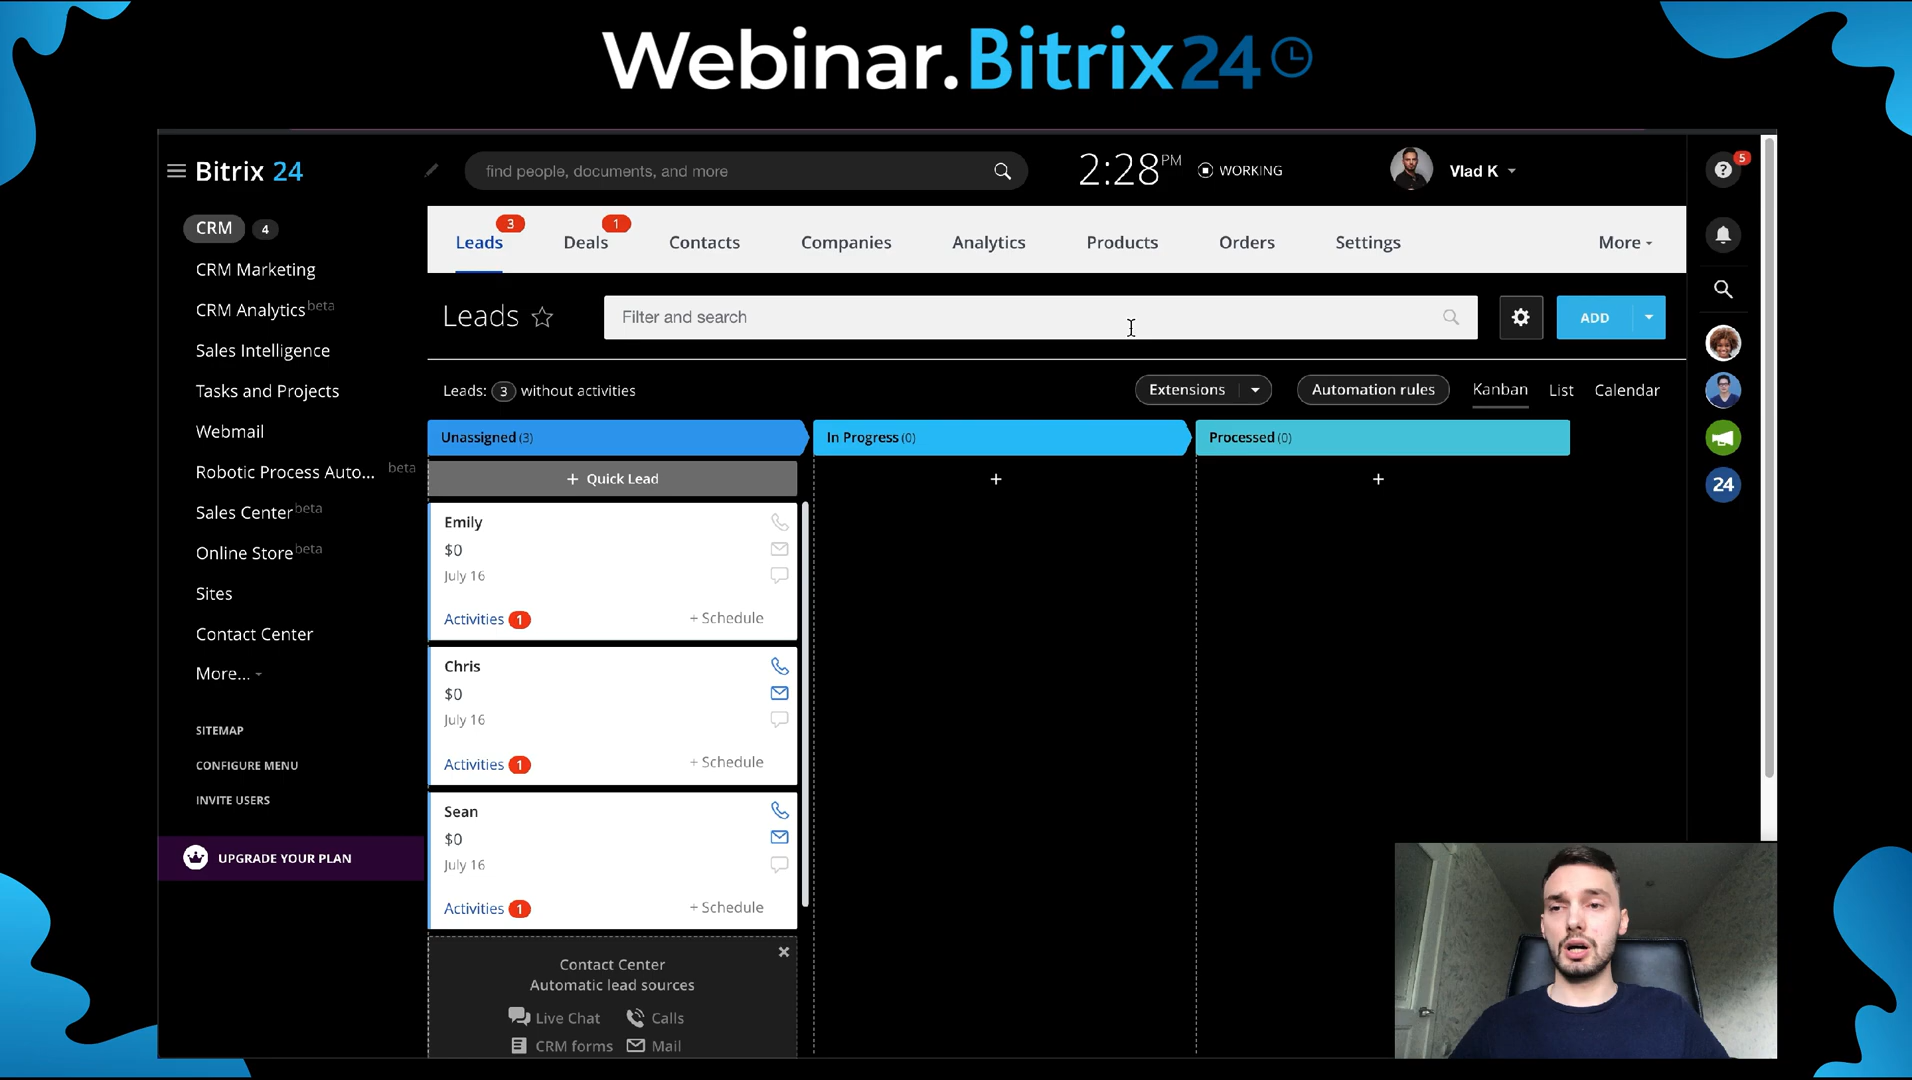 Webinar.Bitrix24
Bitrix 24
find people, documents, and more
2:28 PM
WORKING
Vlad K
5
CRM 4
CRM Marketing
CRM Analytics beta
Sales Intelligence
Tasks and Projects
Webmail
Robotic Process Auto... beta
Sales Center beta
Online Store beta
Sites
Contact Center
More...
SITEMAP
CONFIGURE MENU
INVITE USERS
UPGRADE YOUR PLAN
Leads 3 Deals 1 Contacts Companies Analytics Products Orders Settings More
Leads
Filter and search
ADD
Leads: 3 without activities
Extensions
Automation rules
Kanban List Calendar
Unassigned (3)
In Progress (0)
Processed (0)
+ Quick Lead
+
+
Emily
$0
July 16
Activities 1 + Schedule
Chris
$0
July 16
Activities 1 + Schedule
Sean
$0
July 16
Activities 1 + Schedule
Contact Center
Automatic lead sources
Live Chat Calls
CRM forms Mail
24